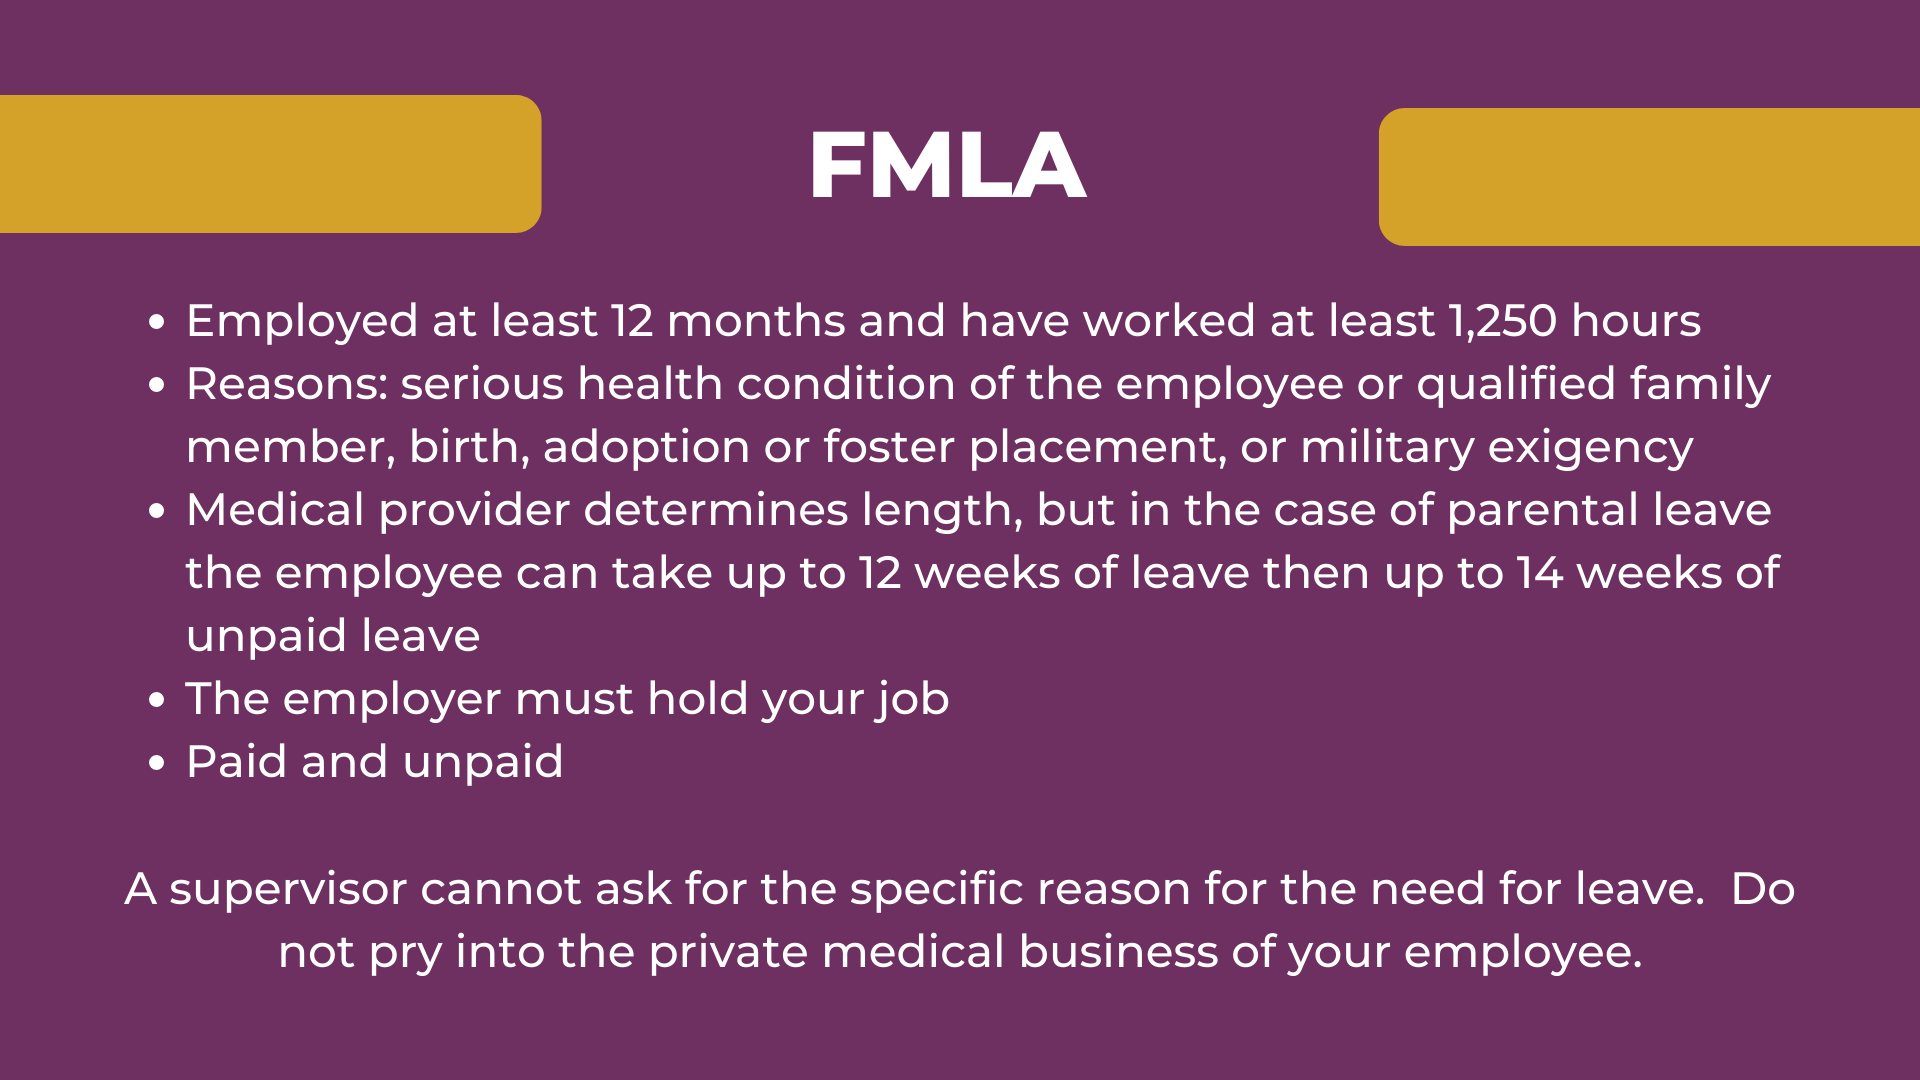 FMLA
• Employed at least 12 months and have worked at least 1,250 hours
• Reasons: serious health condition of the employee or qualified family
member, birth, adoption or foster placement, or military exigency
• Medical provider determines length, but in the case of parental leave
the employee can take up to 12 weeks of leave then up to 14 weeks of
unpaid leave
• The employer must hold your job
• Paid and unpaid
A supervisor cannot ask for the specific reason for the need for leave.  Do
not pry into the private medical business of your employee.